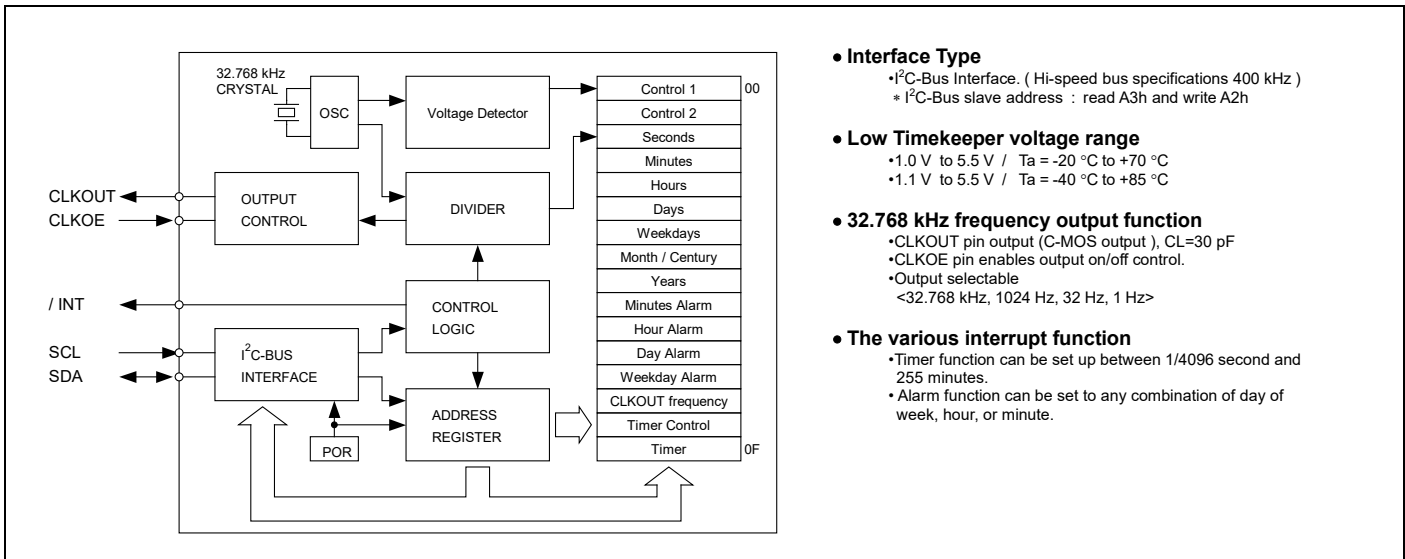 32.768 kHz
CRYSTAL
OSC
Voltage Detector
CLKOUT
CLKOE
OUTPUT
CONTROL
DIVIDER
/ INT
CONTROL
LOGIC
SCL
SDA
I²C-BUS
INTERFACE
ADDRESS
REGISTER
POR
Control 1 00
Control 2
Seconds
Minutes
Hours
Days
Weekdays
Month / Century
Years
Minutes Alarm
Hour Alarm
Day Alarm
Weekday Alarm
CLKOUT frequency
Timer Control
Timer 0F
● Interface Type
•I²C-Bus Interface. ( Hi-speed bus specifications 400 kHz )
∗ I²C-Bus slave address : read A3h and write A2h
● Low Timekeeper voltage range
•1.0 V to 5.5 V / Ta = -20 °C to +70 °C
•1.1 V to 5.5 V / Ta = -40 °C to +85 °C
● 32.768 kHz frequency output function
•CLKOUT pin output (C-MOS output ), CL=30 pF
•CLKOE pin enables output on/off control.
•Output selectable
<32.768 kHz, 1024 Hz, 32 Hz, 1 Hz>
● The various interrupt function
•Timer function can be set up between 1/4096 second and
255 minutes.
• Alarm function can be set to any combination of day of
week, hour, or minute.